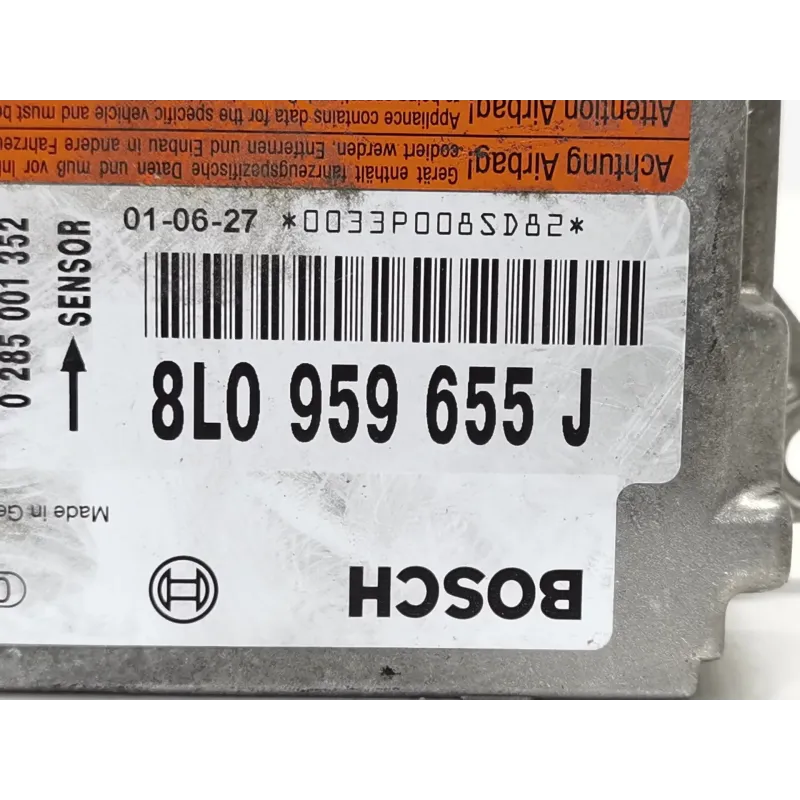 01-06-27 *0033P008SD82*
8L0 959 655 J
0 285 001 352
SENSOR
Achtung Airbag! Gerät enthält fahrzeugspezifische Daten und muß vor
codiert werden, Entfernen und Einbau in andere
Attention Airbag! Appliance contains data for the specific vehicle and must be
BOSCH
Made in